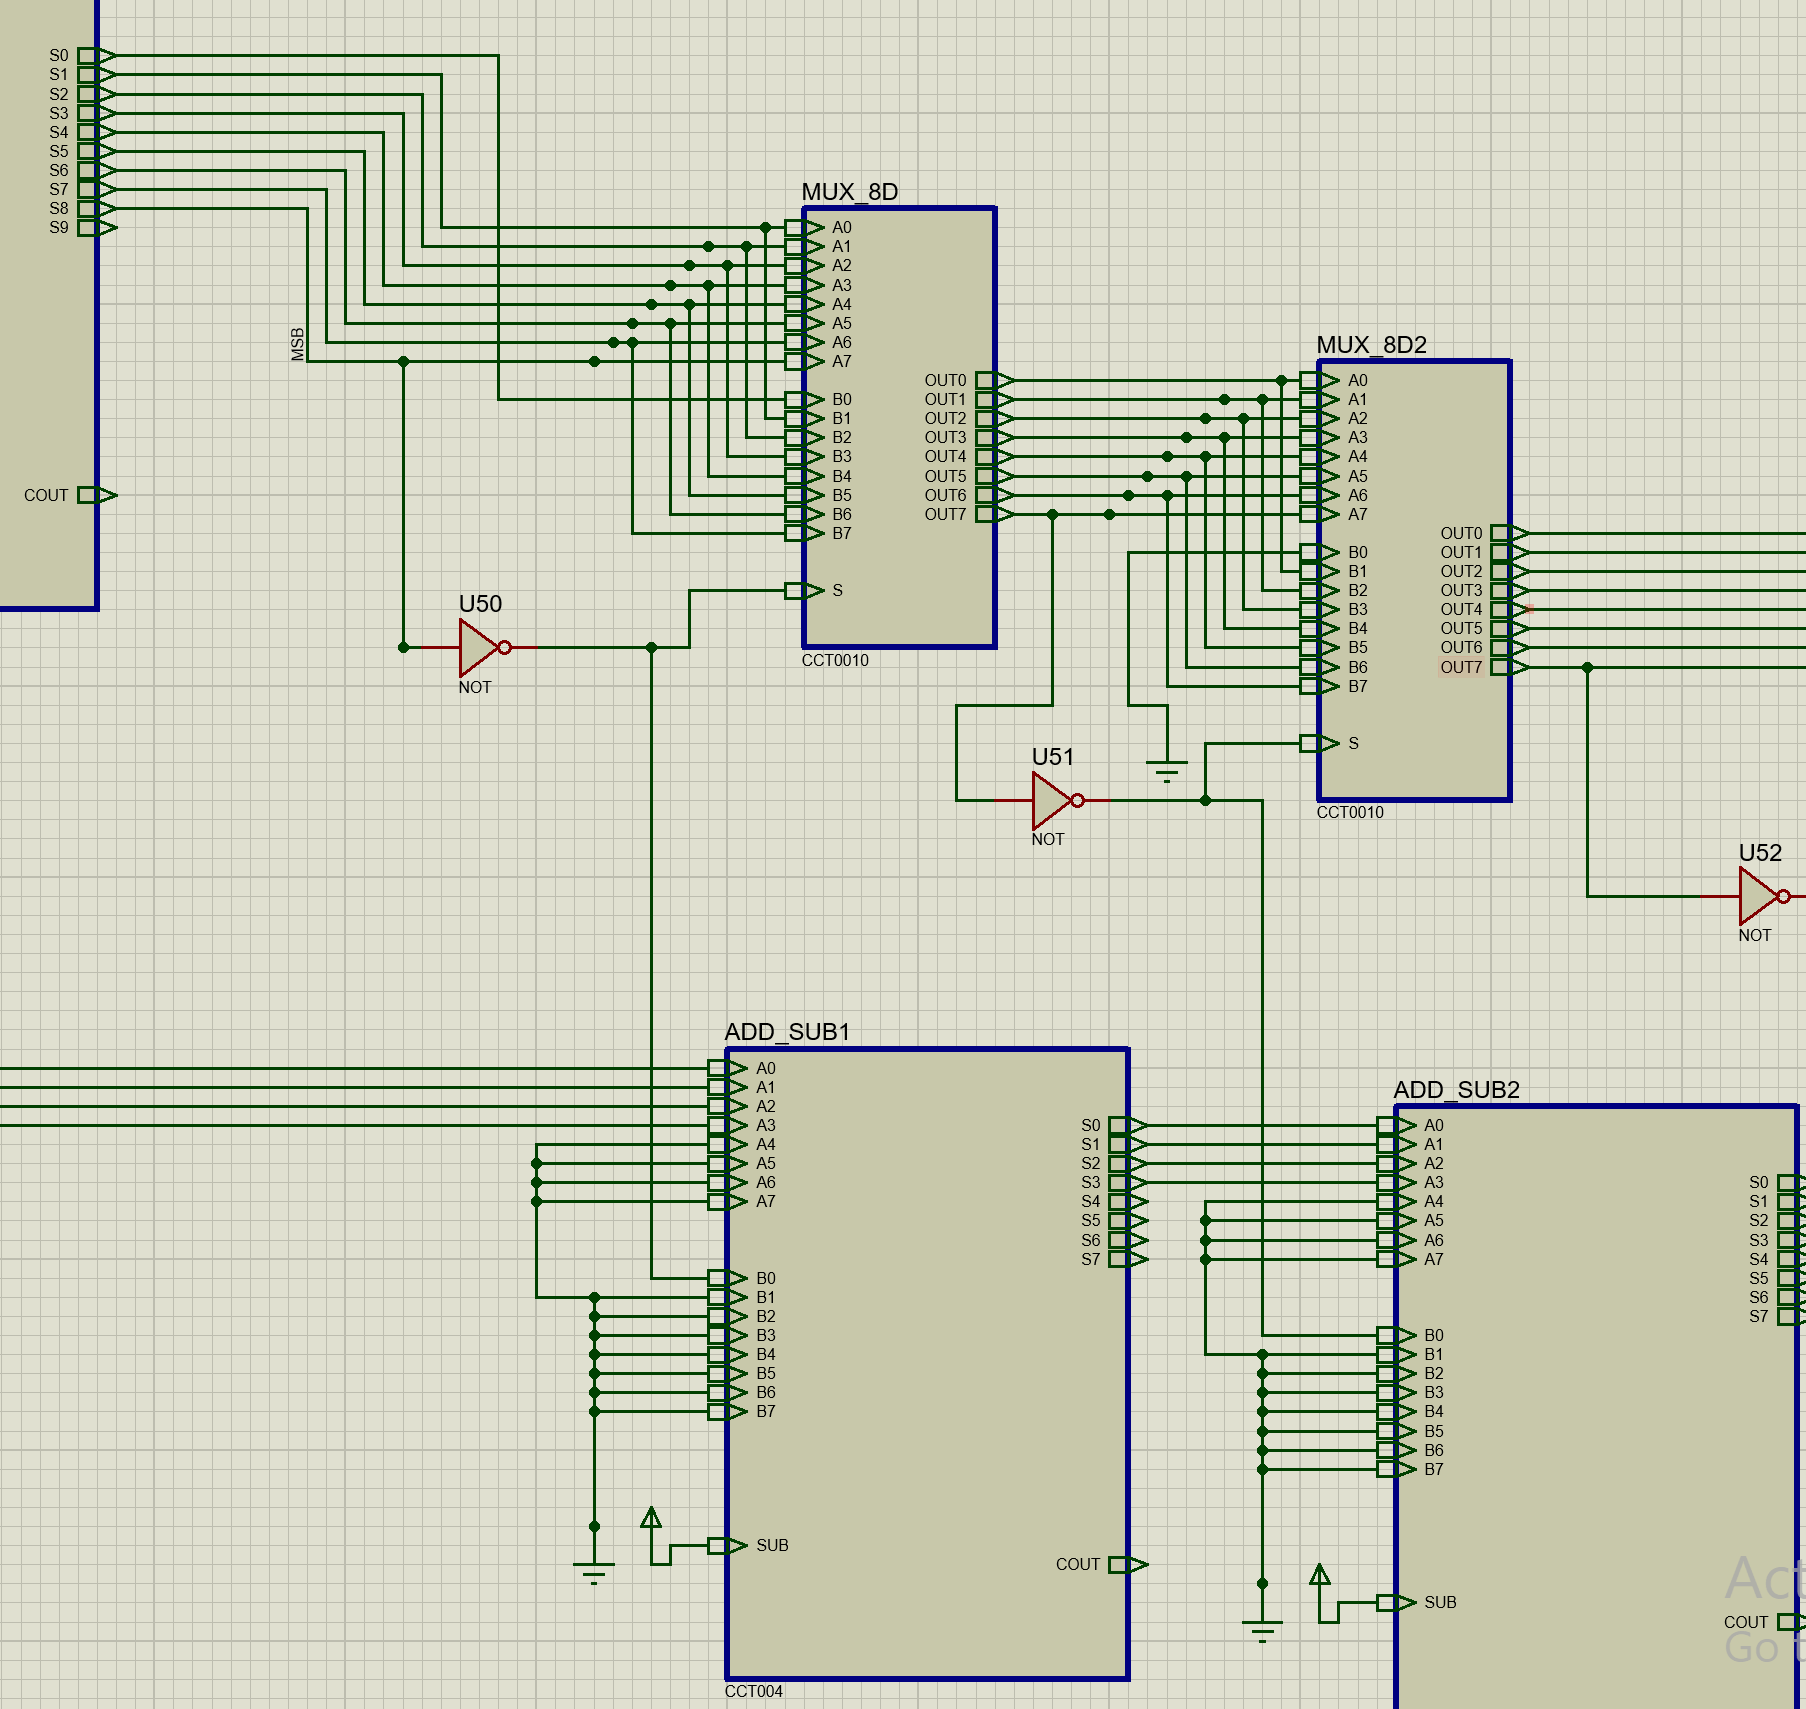 S0
S1
S2
S3
S4
S5
S6
S7
S8
S9
COUT
MSB
MUX_8D
A0
A1
A2
A3
A4
A5
A6
A7
B0
B1
B2
B3
B4
B5
B6
B7
S
OUT0
OUT1
OUT2
OUT3
OUT4
OUT5
OUT6
OUT7
CCT0010
U50
NOT
MUX_8D2
A0
A1
A2
A3
A4
A5
A6
A7
B0
B1
B2
B3
B4
B5
B6
B7
S
OUT0
OUT1
OUT2
OUT3
OUT4
OUT5
OUT6
OUT7
CCT0010
U51
NOT
U52
NOT
ADD_SUB1
A0
A1
A2
A3
A4
A5
A6
A7
B0
B1
B2
B3
B4
B5
B6
B7
SUB
S0
S1
S2
S3
S4
S5
S6
S7
COUT
CCT004
ADD_SUB2
A0
A1
A2
A3
A4
A5
A6
A7
B0
B1
B2
B3
B4
B5
B6
B7
SUB
S0
S1
S2
S3
S4
S5
S6
S7
COUT
Act
Go t